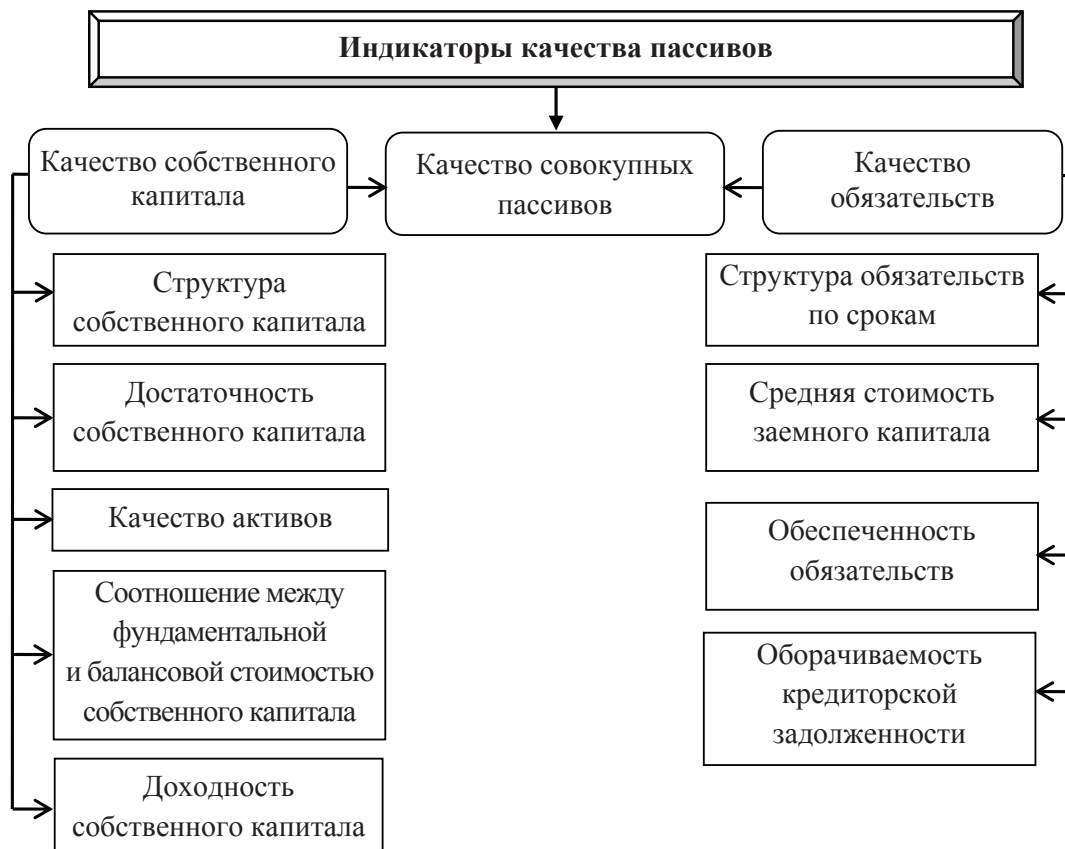 Индикаторы качества пассивов
Качество собственного
капитала
Качество совокупных
пассивов
Качество
обязательств
Структура
собственного капитала
Достаточность
собственного капитала
Качество активов
Соотношение между
фундаментальной
и балансовой стоимостью
собственного капитала
Доходность
собственного капитала
Структура обязательств
по срокам
Средняя стоимость
заемного капитала
Обеспеченность
обязательств
Оборачиваемость
кредиторской
задолженности